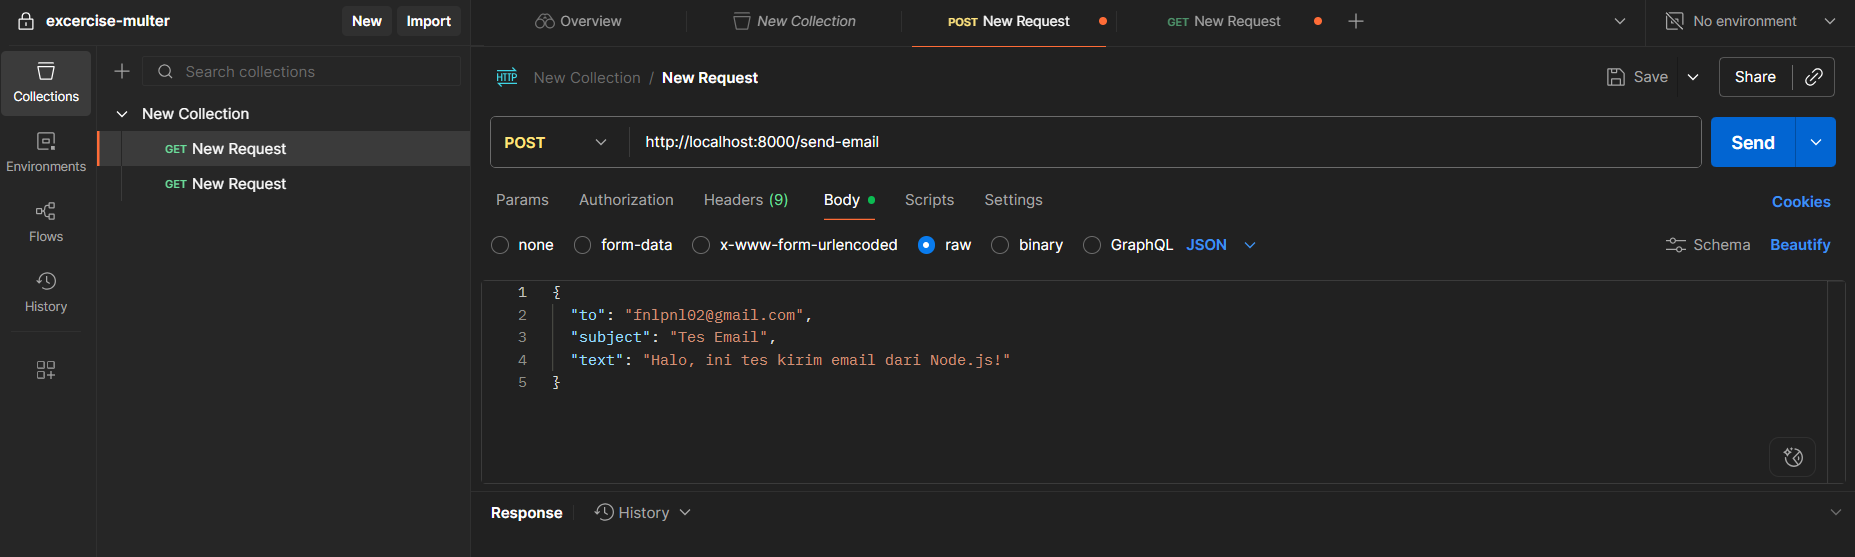 excercise-multer
New
Import
Overview
New Collection
POST New Request
GET New Request
No environment
Collections
Environments
Flows
History
Search collections
New Collection
GET New Request
GET New Request
HTTP
New Collection / New Request
Save
Share
POST
http://localhost:8000/send-email
Send
Params
Authorization
Headers (9)
Body
Scripts
Settings
Cookies
none
form-data
x-www-form-urlencoded
raw
binary
GraphQL
JSON
Schema
Beautify
1 {
2 "to": "fnlpnl02@gmail.com",
3 "subject": "Tes Email",
4 "text": "Halo, ini tes kirim email dari Node.js!"
5 }
Response
History